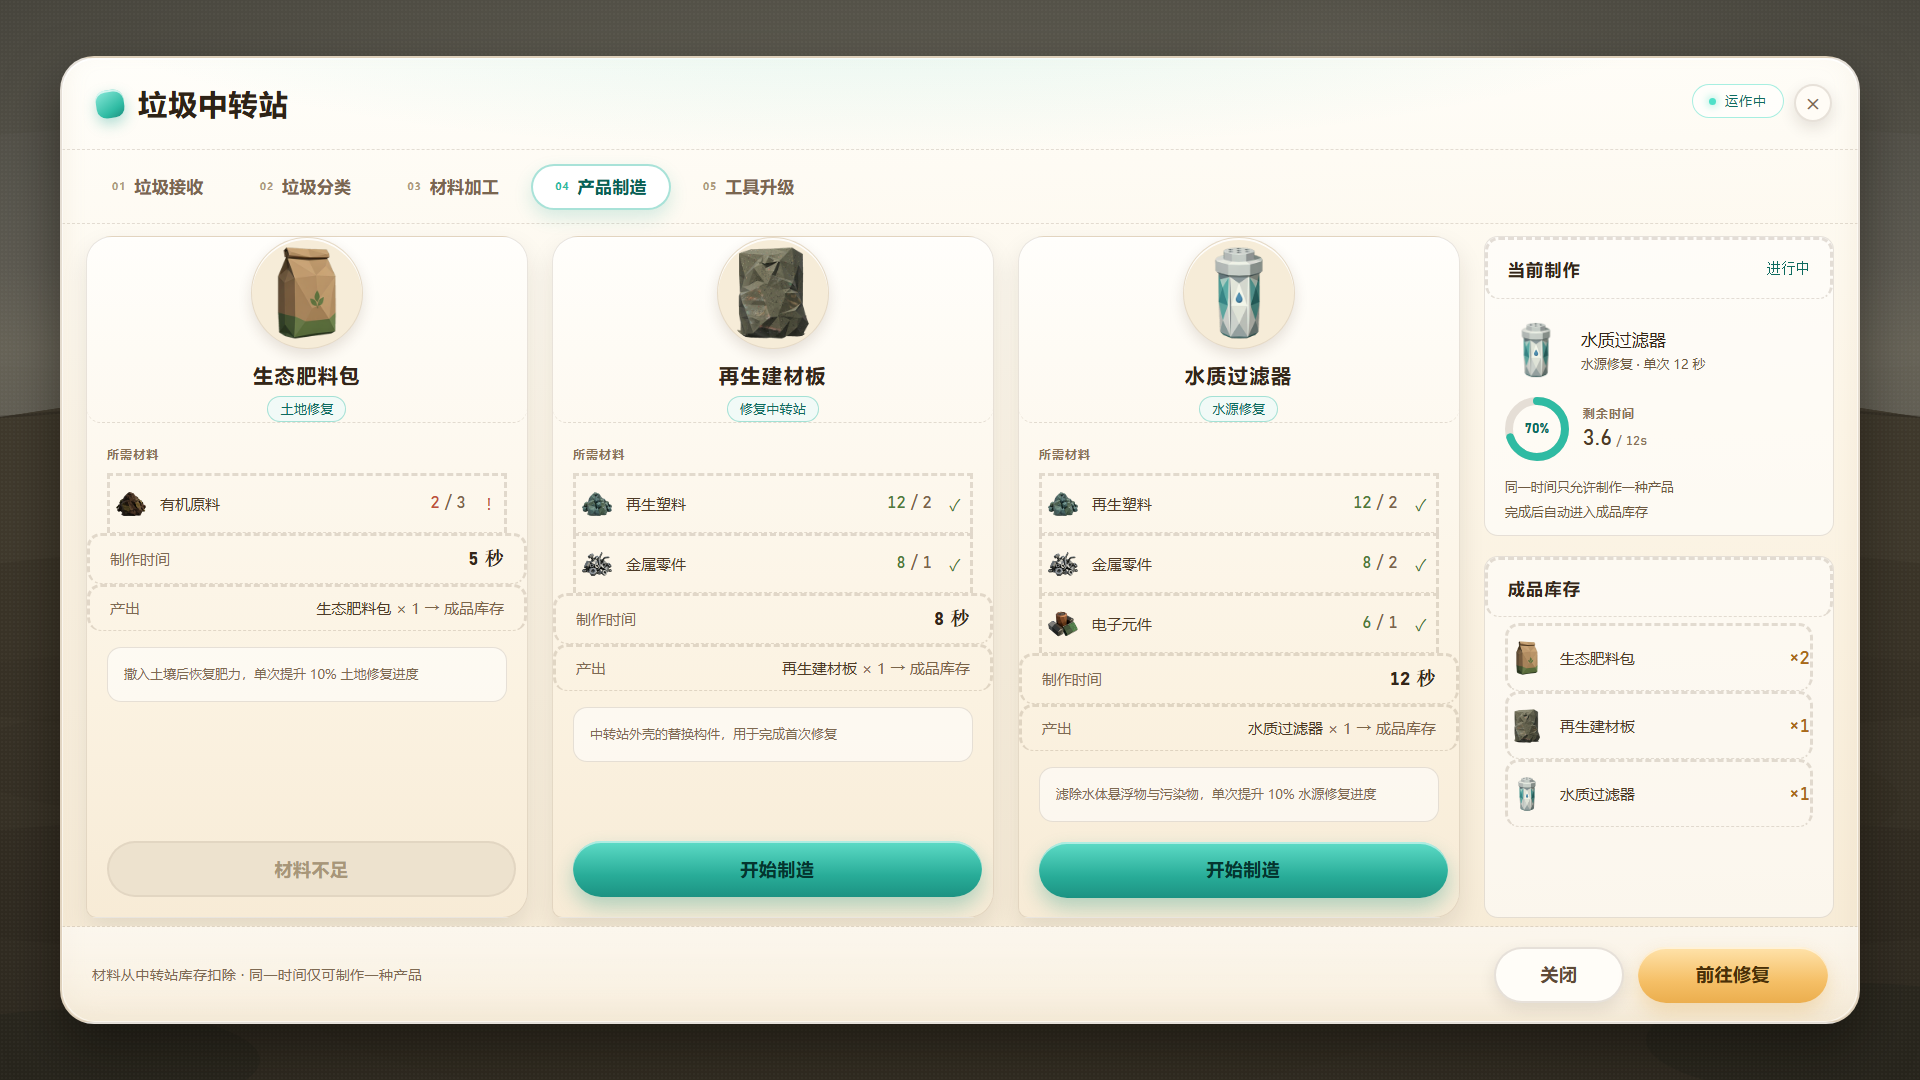 垃圾中转站
运作中
01 垃圾接收
02 垃圾分类
03 材料加工
04 产品制造
05 工具升级
生态肥料包
土地修复
所需材料
有机原料 2 / 3 !
制作时间 5 秒
产出 生态肥料包 × 1 → 成品库存
撒入土壤后恢复肥力，单次提升 10% 土地修复进度
材料不足
再生建材板
修复中转站
所需材料
再生塑料 12 / 2 ✓
金属零件 8 / 1 ✓
制作时间 8 秒
产出 再生建材板 × 1 → 成品库存
中转站外壳的替换构件，用于完成首次修复
开始制造
水质过滤器
水源修复
所需材料
再生塑料 12 / 2 ✓
金属零件 8 / 2 ✓
电子元件 6 / 1 ✓
制作时间 12 秒
产出 水质过滤器 × 1 → 成品库存
滤除水体悬浮物与污染物，单次提升 10% 水源修复进度
开始制造
当前制作 进行中
水质过滤器
水源修复 · 单次 12 秒
70%
剩余时间
3.6 / 12s
同一时间只允许制作一种产品
完成后自动进入成品库存
成品库存
生态肥料包 ×2
再生建材板 ×1
水质过滤器 ×1
材料从中转站库存扣除 · 同一时间仅可制作一种产品
关闭
前往修复